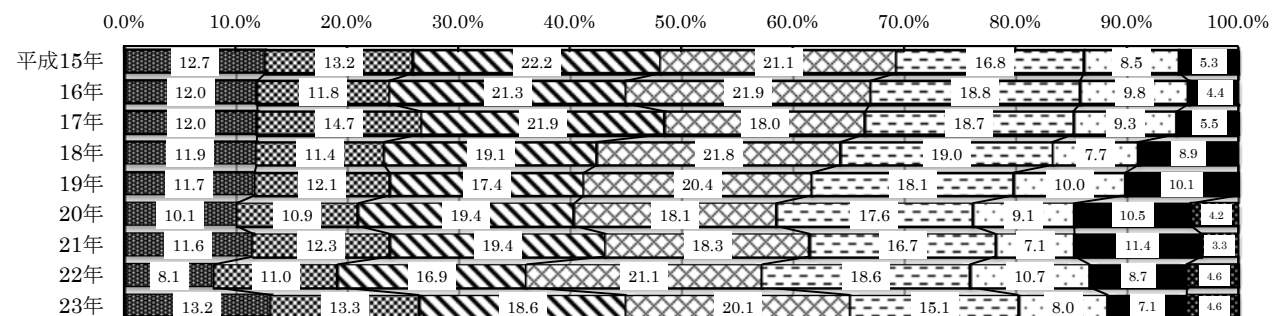 0.0% 10.0% 20.0% 30.0% 40.0% 50.0% 60.0% 70.0% 80.0% 90.0% 100.0%
平成15年 12.7 13.2 22.2 21.1 16.8 8.5 5.3
16年 12.0 11.8 21.3 21.9 18.8 9.8 4.4
17年 12.0 14.7 21.9 18.0 18.7 9.3 5.5
18年 11.9 11.4 19.1 21.8 19.0 7.7 8.9
19年 11.7 12.1 17.4 20.4 18.1 10.0 10.1
20年 10.1 10.9 19.4 18.1 17.6 9.1 10.5 4.2
21年 11.6 12.3 19.4 18.3 16.7 7.1 11.4 3.3
22年 8.1 11.0 16.9 21.1 18.6 10.7 8.7 4.6
23年 13.2 13.3 18.6 20.1 15.1 8.0 7.1 4.6